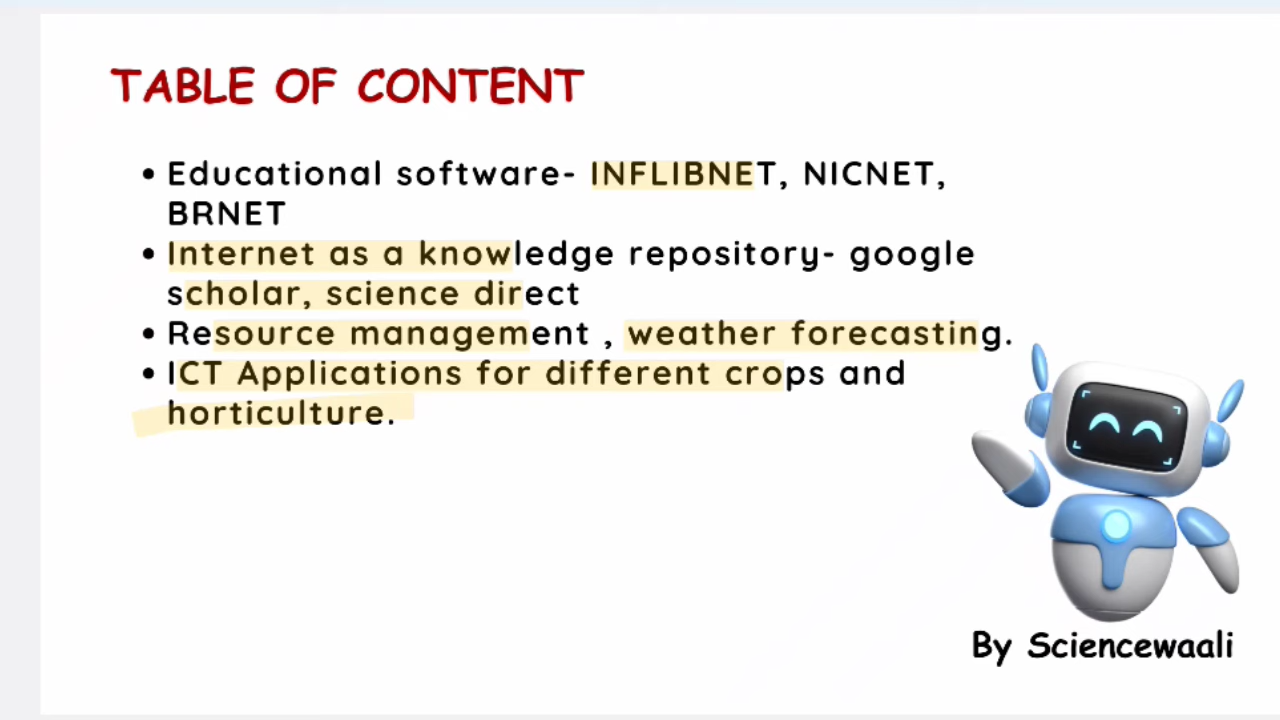 TABLE OF CONTENT
• Educational software- INFLIBNET, NICNET,
BRNET
• Internet as a knowledge repository- google
scholar, science direct
• Resource management , weather forecasting.
• ICT Applications for different crops and
horticulture.
By Sciencewaali